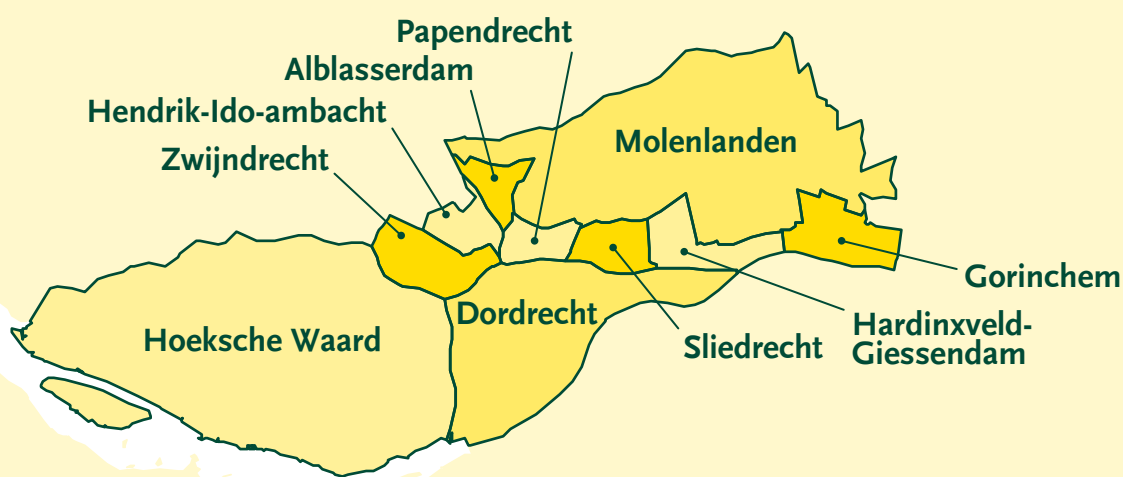 Papendrecht
Alblasserdam
Hendrik-Ido-ambacht
Zwijndrecht
Molenlanden
Gorinchem
Dordrecht
Hoeksche Waard
Sliedrecht
Hardinxveld-
Giessendam